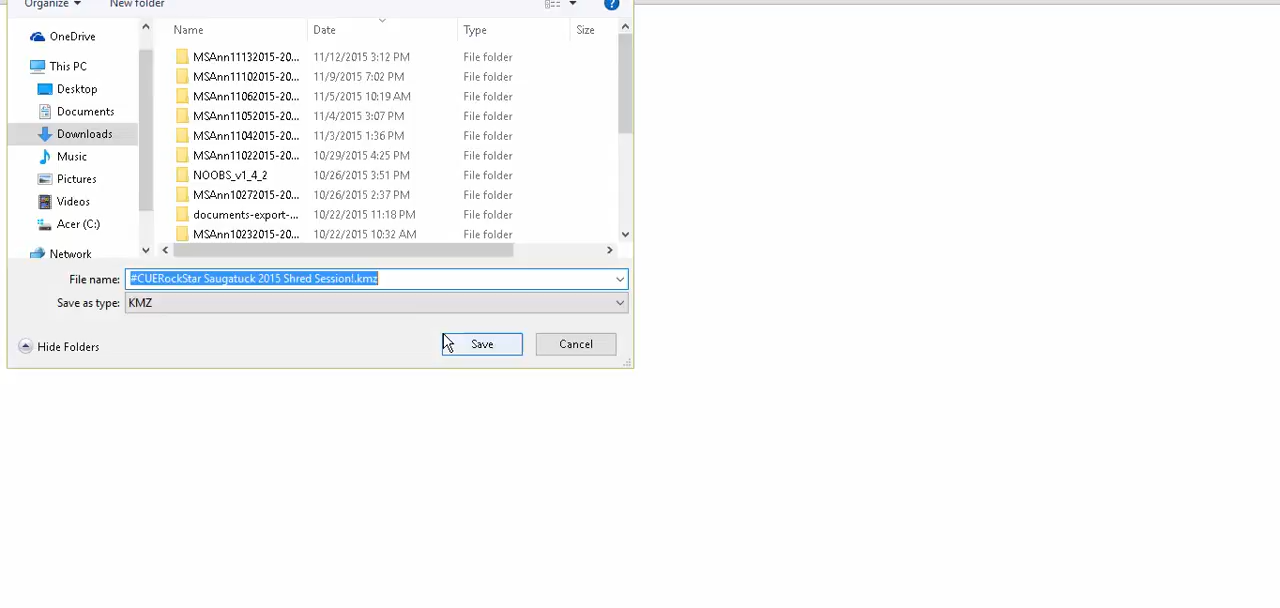 Organize New folder ?
Name Date Type Size
OneDrive
This PC
Desktop
Documents
Downloads
Music
Pictures
Videos
Acer (C:)
Network
MSAnn11132015-20... 11/12/2015 3:12 PM File folder
MSAnn11102015-20... 11/9/2015 7:02 PM File folder
MSAnn11062015-20... 11/5/2015 10:19 AM File folder
MSAnn11052015-20... 11/4/2015 3:07 PM File folder
MSAnn11042015-20... 11/3/2015 1:36 PM File folder
MSAnn11022015-20... 10/29/2015 4:25 PM File folder
NOOBS_v1_4_2 10/26/2015 3:51 PM File folder
MSAnn10272015-20... 10/26/2015 2:37 PM File folder
documents-export-... 10/22/2015 11:18 PM File folder
MSAnn10232015-20... 10/22/2015 10:32 AM File folder
File name: #CUERockStar Saugatuck 2015 Shred Session!.kmz
Save as type: KMZ
Hide Folders Save Cancel